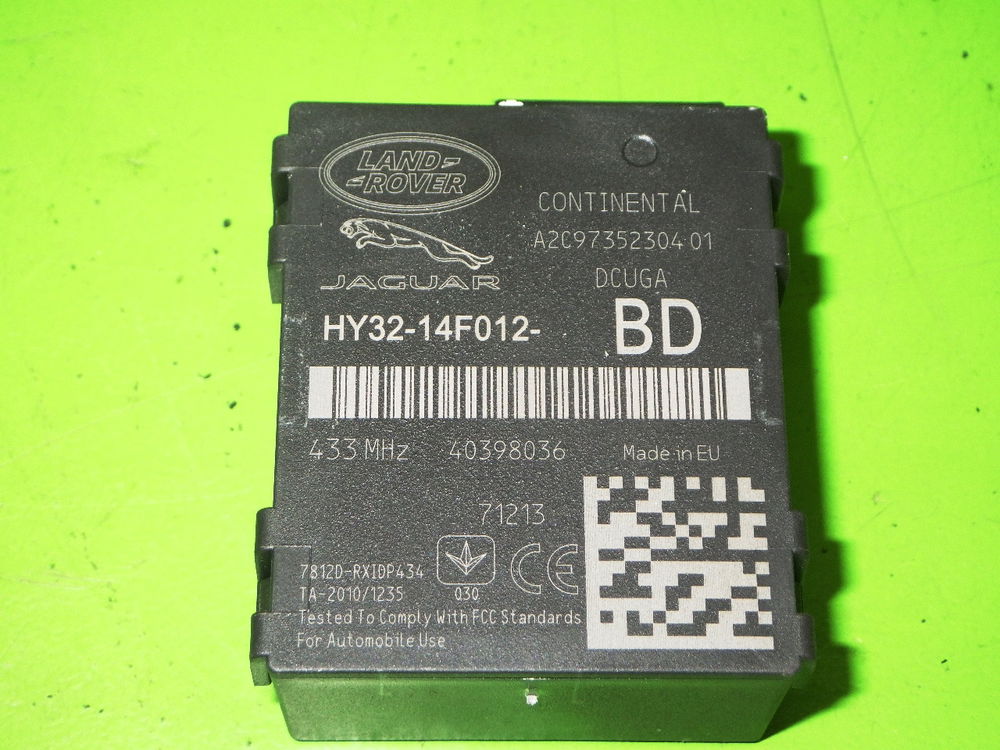 LAND-
-ROVER
JAGUAR
CONTINENTAL
A2C97352304 01
DCUGA
HY32-14F012- BD
433 MHz 40398036 Made in EU
71213
7812D-RXIDP434
TA-2010/1235 030 CE
Tested To Comply With FCC Standards
For Automobile Use